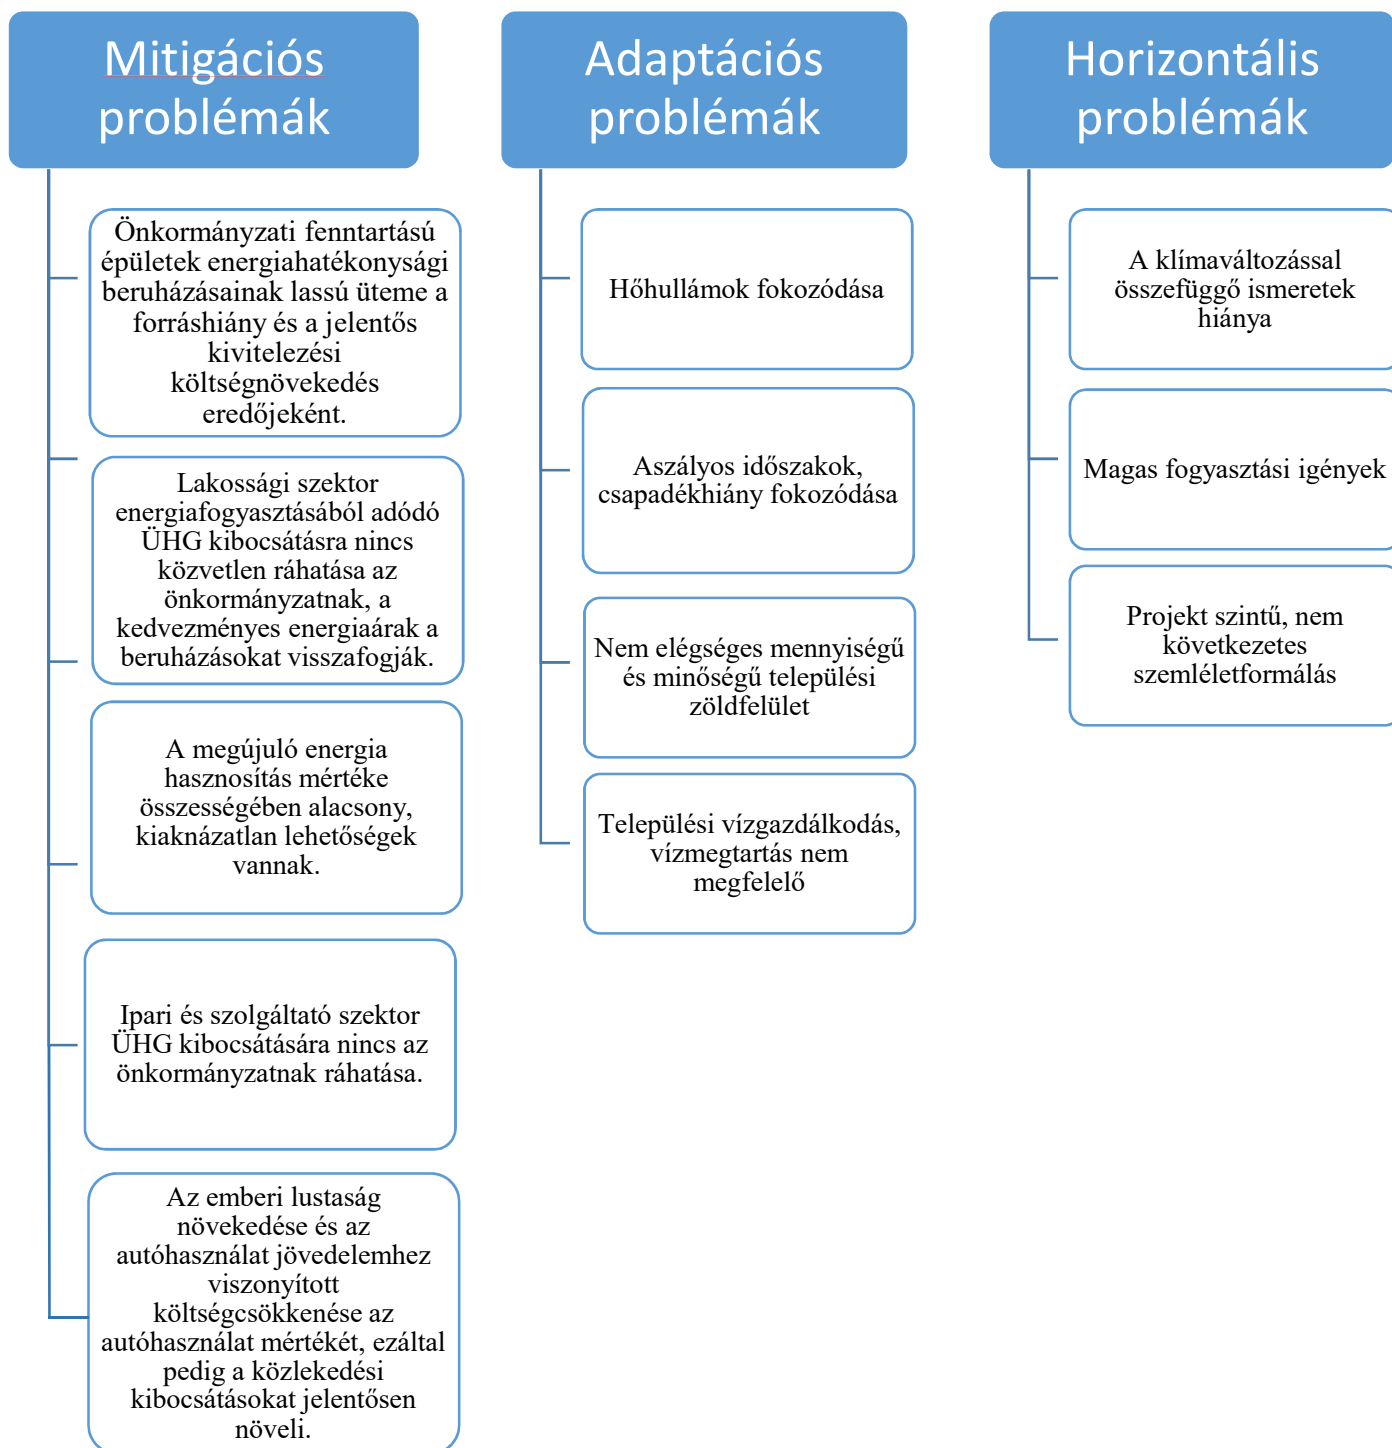 Mitigációs
problémák
Önkormányzati fenntartású
épületek energiahatékonysági
beruházásainak lassú üteme a
forráshiány és a jelentős
kivitelezési
költségnövekedés
eredőjeként.
Lakossági szektor
energiafogyasztásából adódó
ÜHG kibocsátásra nincs
közvetlen ráhatása az
önkormányzatnak, a
kedvezményes energiaárak a
beruházásokat visszafogják.
A megújuló energia
hasznosítás mértéke
összességében alacsony,
kiaknázatlan lehetőségek
vannak.
Ipari és szolgáltató szektor
ÜHG kibocsátására nincs az
önkormányzatnak ráhatása.
Az emberi lustaság
növekedése és az
autóhasználat jövedelemhez
viszonyított
költségcsökkenése az
autóhasználat mértékét, ezáltal
pedig a közlekedési
kibocsátásokat jelentősen
növeli.
Adaptációs
problémák
Hőhullámok fokozódása
Aszályos időszakok,
csapadékhiány fokozódása
Nem elégséges mennyiségű
és minőségű települési
zöldfelület
Települési vízgazdálkodás,
vízmegtartás nem
megfelelő
Horizontális
problémák
A klímaváltozással
összefüggő ismeretek
hiánya
Magas fogyasztási igények
Projekt szintű, nem
következetes
szemléletformálás